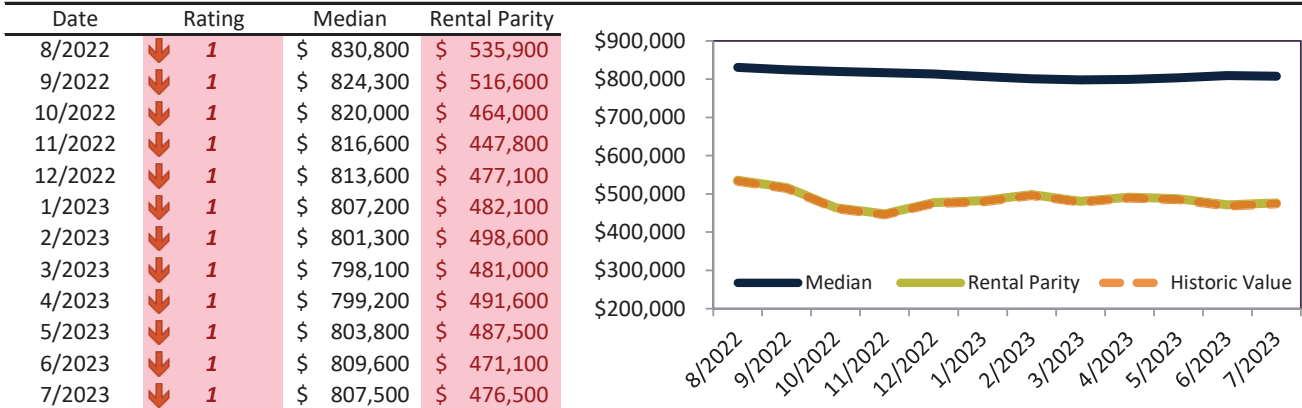 Date Rating Median Rental Parity
8/2022 1 $ 830,800 $ 535,900
9/2022 1 $ 824,300 $ 516,600
10/2022 1 $ 820,000 $ 464,000
11/2022 1 $ 816,600 $ 447,800
12/2022 1 $ 813,600 $ 477,100
1/2023 1 $ 807,200 $ 482,100
2/2023 1 $ 801,300 $ 498,600
3/2023 1 $ 798,100 $ 481,000
4/2023 1 $ 799,200 $ 491,600
5/2023 1 $ 803,800 $ 487,500
6/2023 1 $ 809,600 $ 471,100
7/2023 1 $ 807,500 $ 476,500
$900,000
$800,000
$700,000
$600,000
$500,000
$400,000
$300,000
$200,000
Median Rental Parity Historic Value
8/2022 9/2022 10/2022 11/2022 12/2022 1/2023 2/2023 3/2023 4/2023 5/2023 6/2023 7/2023